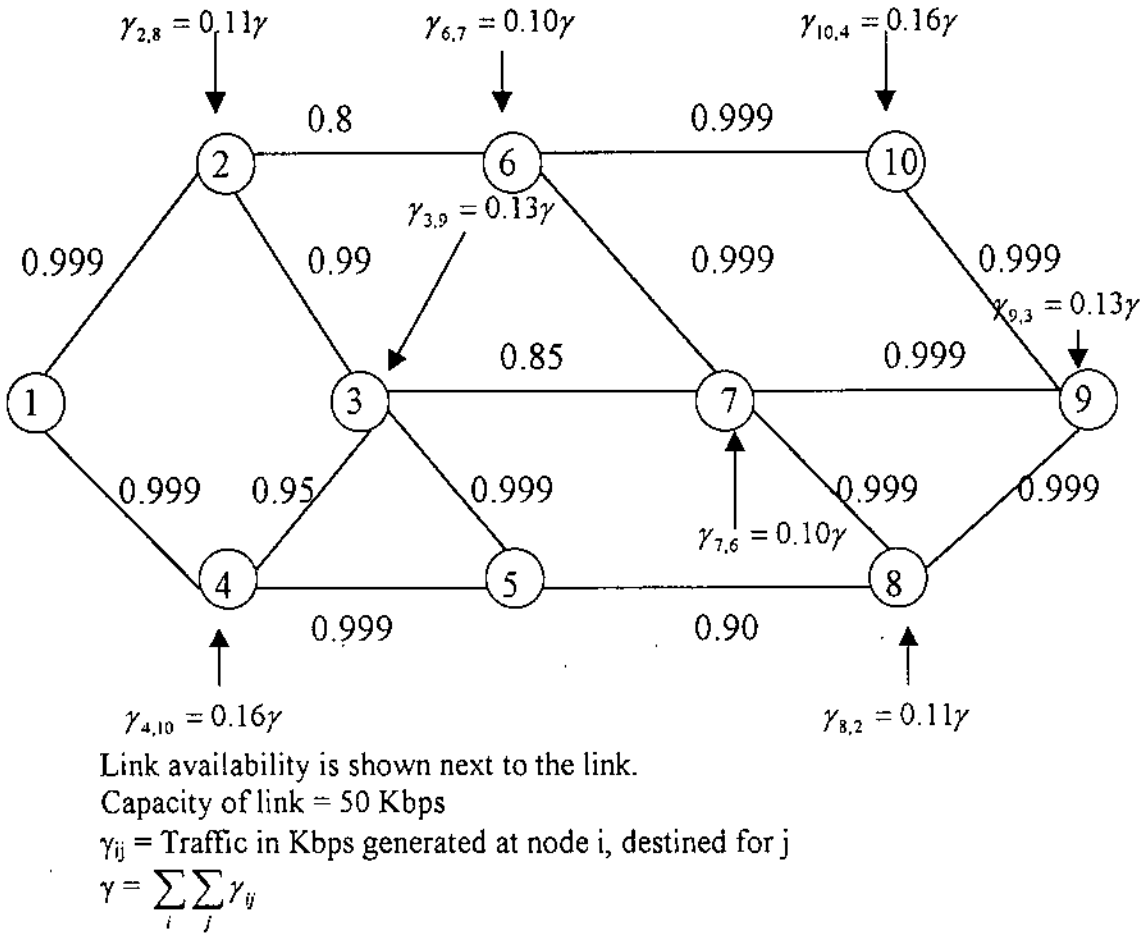 γ2,8 = 0.11γ
γ6,7 = 0.10γ
γ10,4 = 0.16γ
0.8
0.999
2
6
10
γ3,9 = 0.13γ
0.999
0.99
0.999
0.999
γ9,3 = 0.13γ
0.85
0.999
1
3
7
9
0.999
0.95
0.999
0.999
0.999
γ7,6 = 0.10γ
4
5
8
0.999
0.90
γ4,10 = 0.16γ
γ8,2 = 0.11γ
Link availability is shown next to the link.
Capacity of link = 50 Kbps
γij = Traffic in Kbps generated at node i, destined for j
γ = ∑i ∑j γij